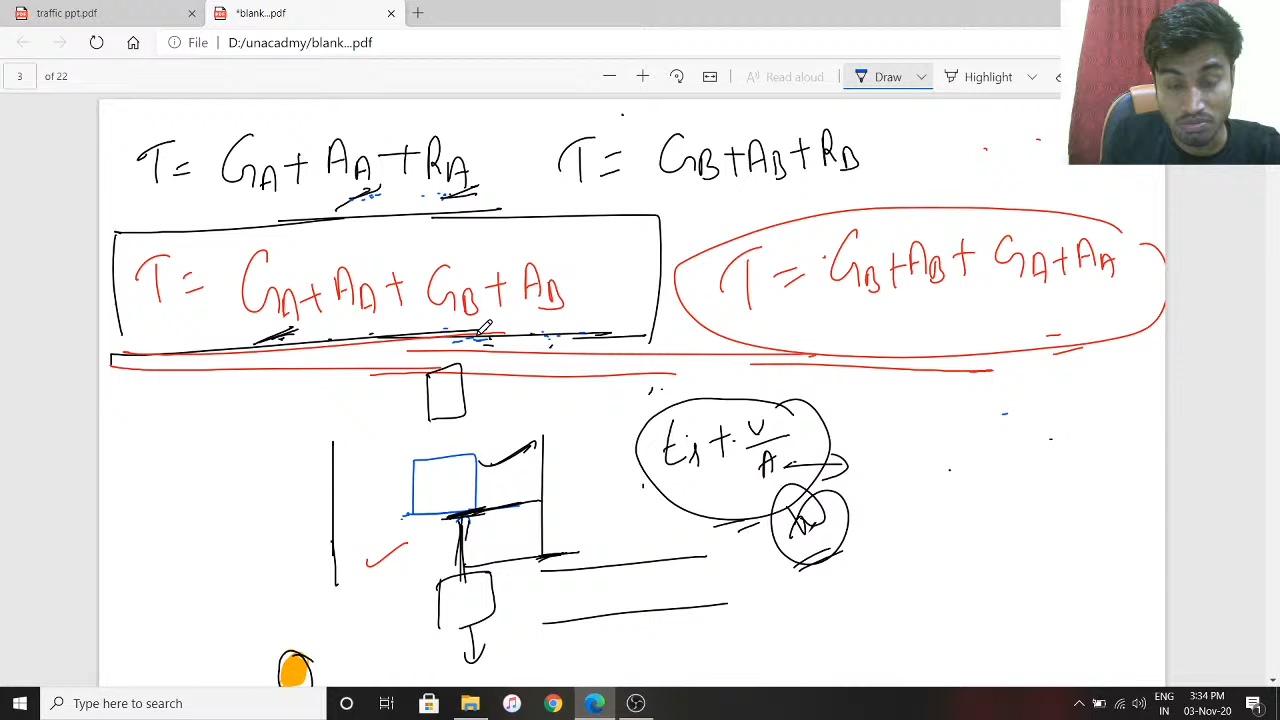 traffic ppt.pdf
*blank...pdf
File D:/unacadmy/blank...pdf
3 of 22
Read aloud Draw Highlight
T = GA + AA + RA T = GB + AB + RB
T = GA + AA + GB + AB T = GB + AB + GA + AA
v
A
Type here to search
ENG 3:34 PM
IN 03-Nov-20